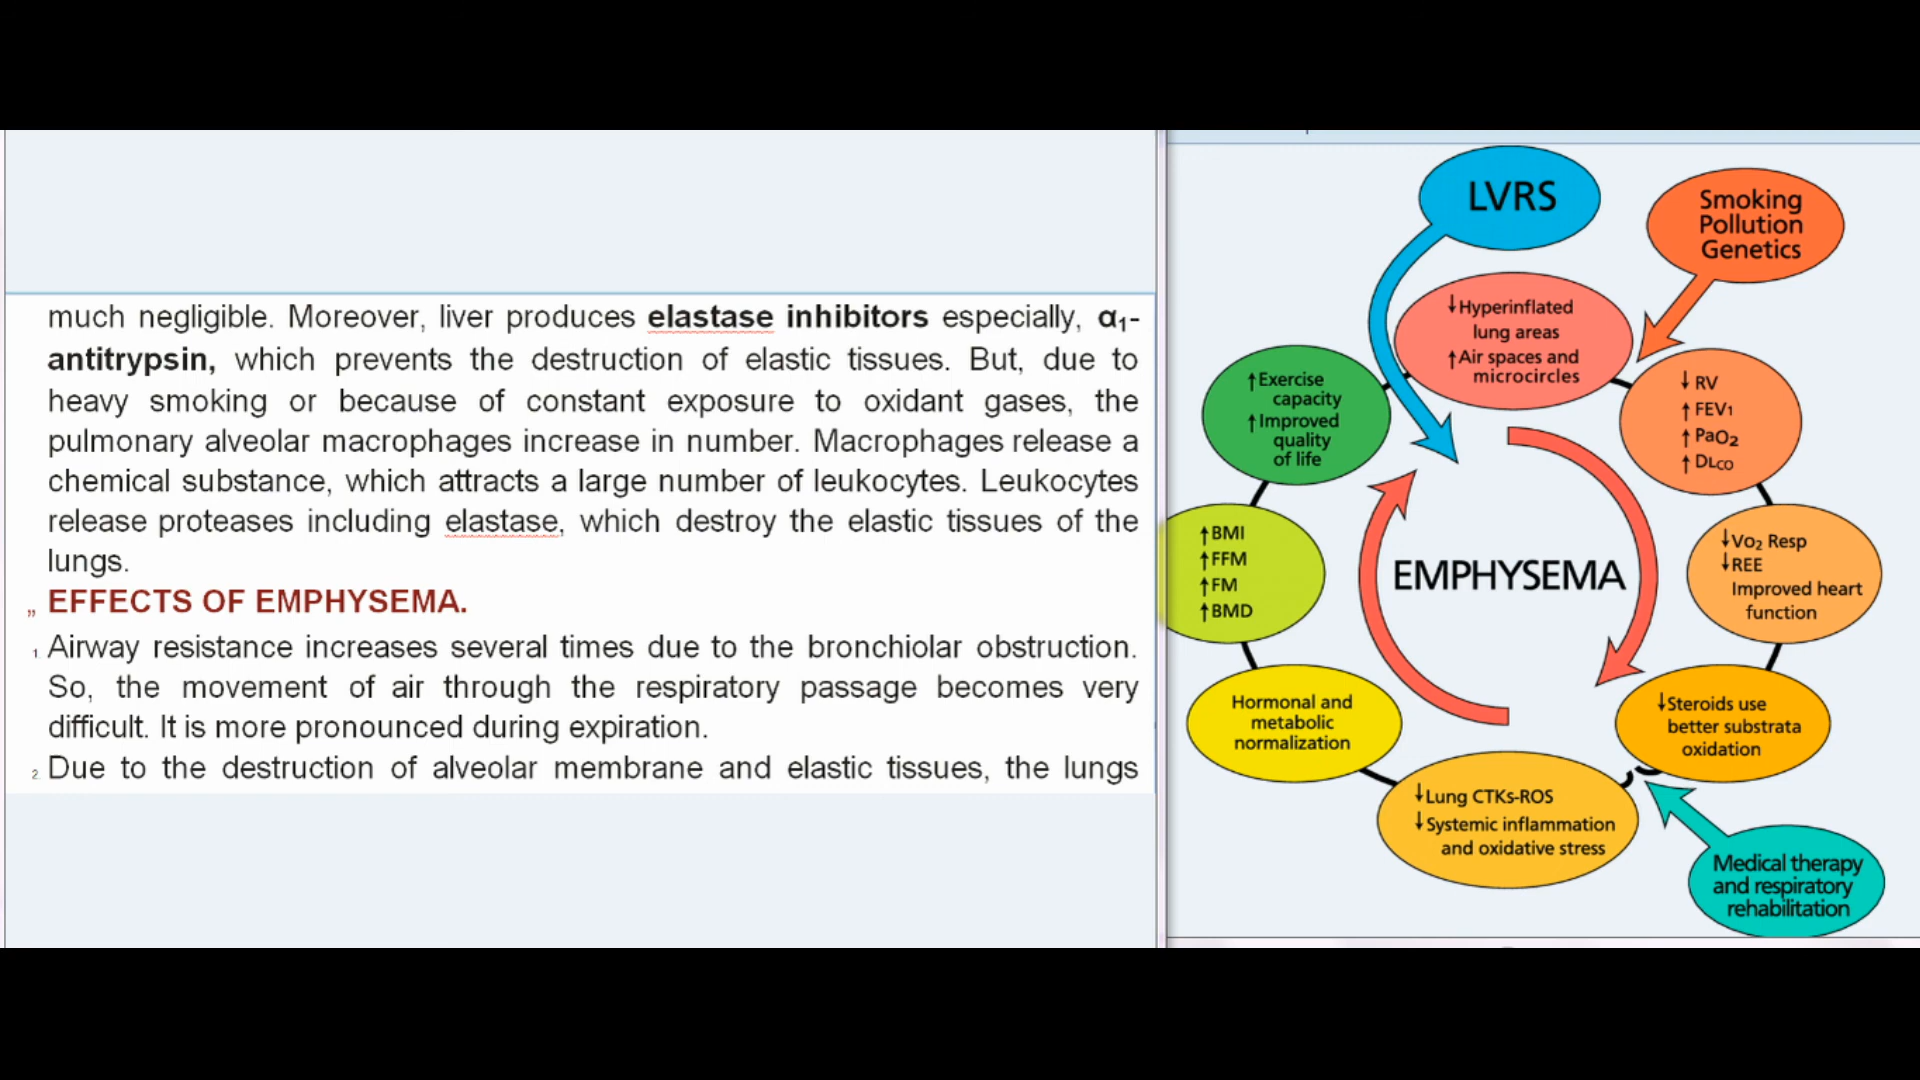 much negligible. Moreover, liver produces elastase inhibitors especially, α₁-
antitrypsin, which prevents the destruction of elastic tissues. But, due to
heavy smoking or because of constant exposure to oxidant gases, the
pulmonary alveolar macrophages increase in number. Macrophages release a
chemical substance, which attracts a large number of leukocytes. Leukocytes
release proteases including elastase, which destroy the elastic tissues of the
lungs.
„ EFFECTS OF EMPHYSEMA.
1. Airway resistance increases several times due to the bronchiolar obstruction.
So, the movement of air through the respiratory passage becomes very
difficult. It is more pronounced during expiration.
2. Due to the destruction of alveolar membrane and elastic tissues, the lungs
LVRS
Smoking
Pollution
Genetics
↓Hyperinflated
lung areas
↑Air spaces and
microcircles
↓RV
↑FEV₁
↑PaO₂
↑DLCO
↓VO₂ Resp
↓REE
Improved heart
function
↓Steroids use
better substrata
oxidation
Medical therapy
and respiratory
rehabilitation
↓Lung CTKs-ROS
↓Systemic inflammation
and oxidative stress
Hormonal and
metabolic
normalization
↑BMI
↑FFM
↑FM
↑BMD
↑Exercise
capacity
↑Improved
quality
of life
EMPHYSEMA